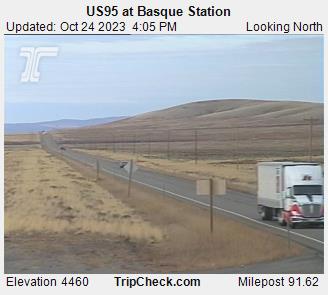 US95 at Basque Station
Updated: Oct 24 2023 4:05 PM Looking North
Elevation 4460 TripCheck.com Milepost 91.62